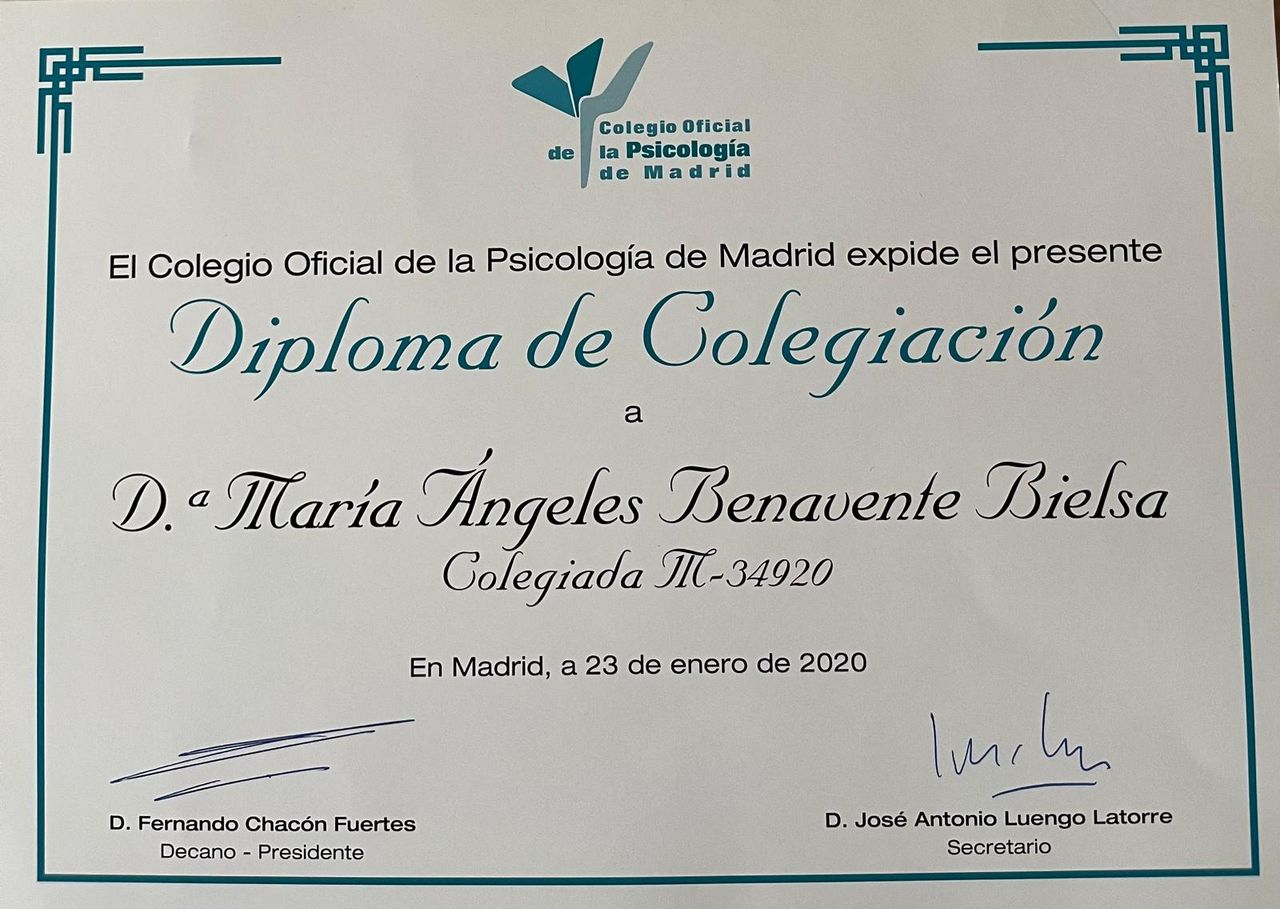 Colegio Oficial
de la Psicología
de Madrid
El Colegio Oficial de la Psicología de Madrid expide el presente
Diploma de Colegiación
a
D.ª María Ángeles Benavente Bielsa
Colegiada M-34920
En Madrid, a 23 de enero de 2020
D. Fernando Chacón Fuertes
Decano - Presidente
D. José Antonio Luengo Latorre
Secretario